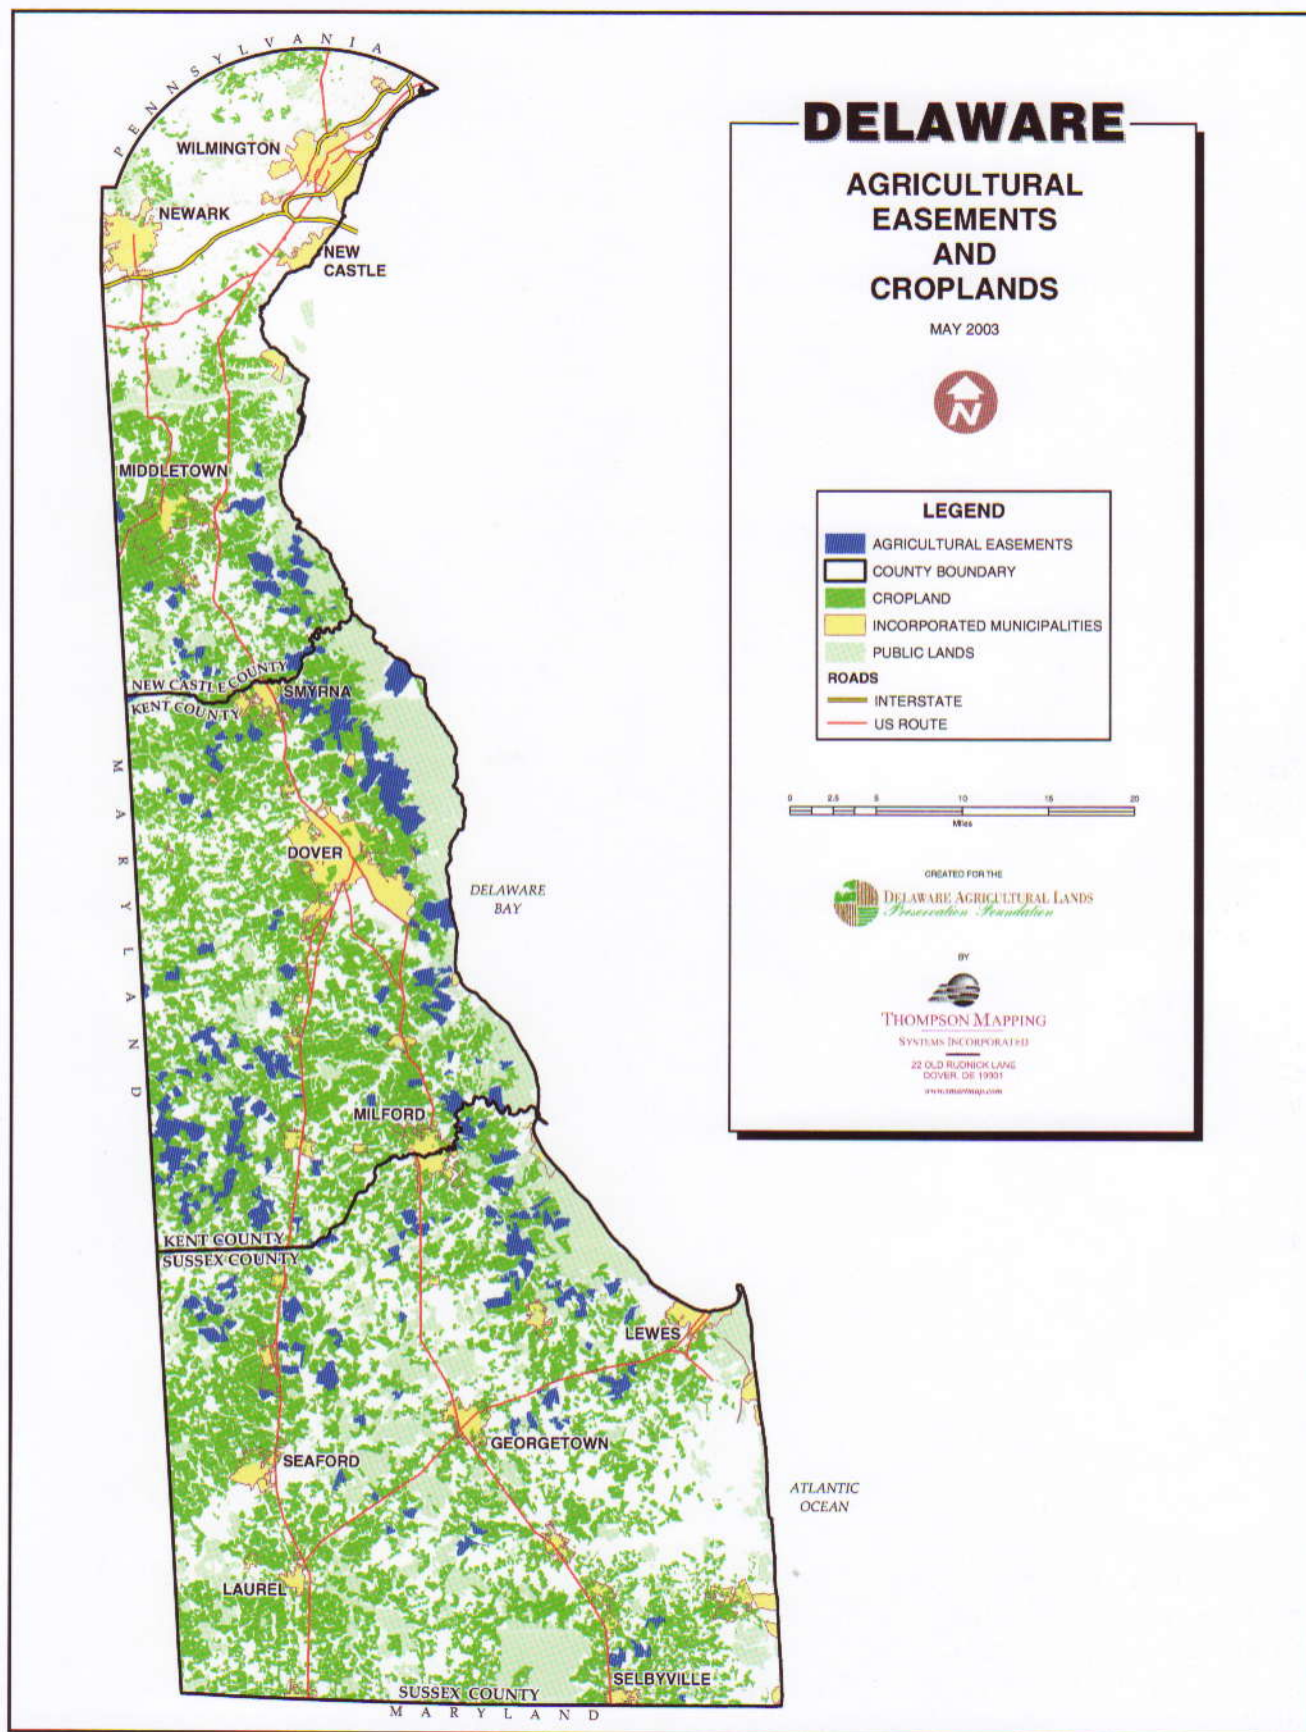 PENNSYLVANIA
WILMINGTON
NEWARK
NEW
CASTLE
MIDDLETOWN
NEW CASTLE COUNTY
KENT COUNTY
SMYRNA
MARYLAND
DOVER
DELAWARE
BAY
MILFORD
KENT COUNTY
SUSSEX COUNTY
LEWES
GEORGETOWN
SEAFORD
ATLANTIC
OCEAN
LAUREL
SELBYVILLE
SUSSEX COUNTY
MARYLAND
DELAWARE
AGRICULTURAL
EASEMENTS
AND
CROPLANDS
MAY 2003
N
LEGEND
AGRICULTURAL EASEMENTS
COUNTY BOUNDARY
CROPLAND
INCORPORATED MUNICIPALITIES
PUBLIC LANDS
ROADS
INTERSTATE
US ROUTE
0 2.5 5 10 15 20
Miles
CREATED FOR THE
DELAWARE AGRICULTURAL LANDS
Preservation Foundation
BY
THOMPSON MAPPING
SYSTEMS INCORPORATED
22 OLD RUDNICK LANE
DOVER, DE 19901